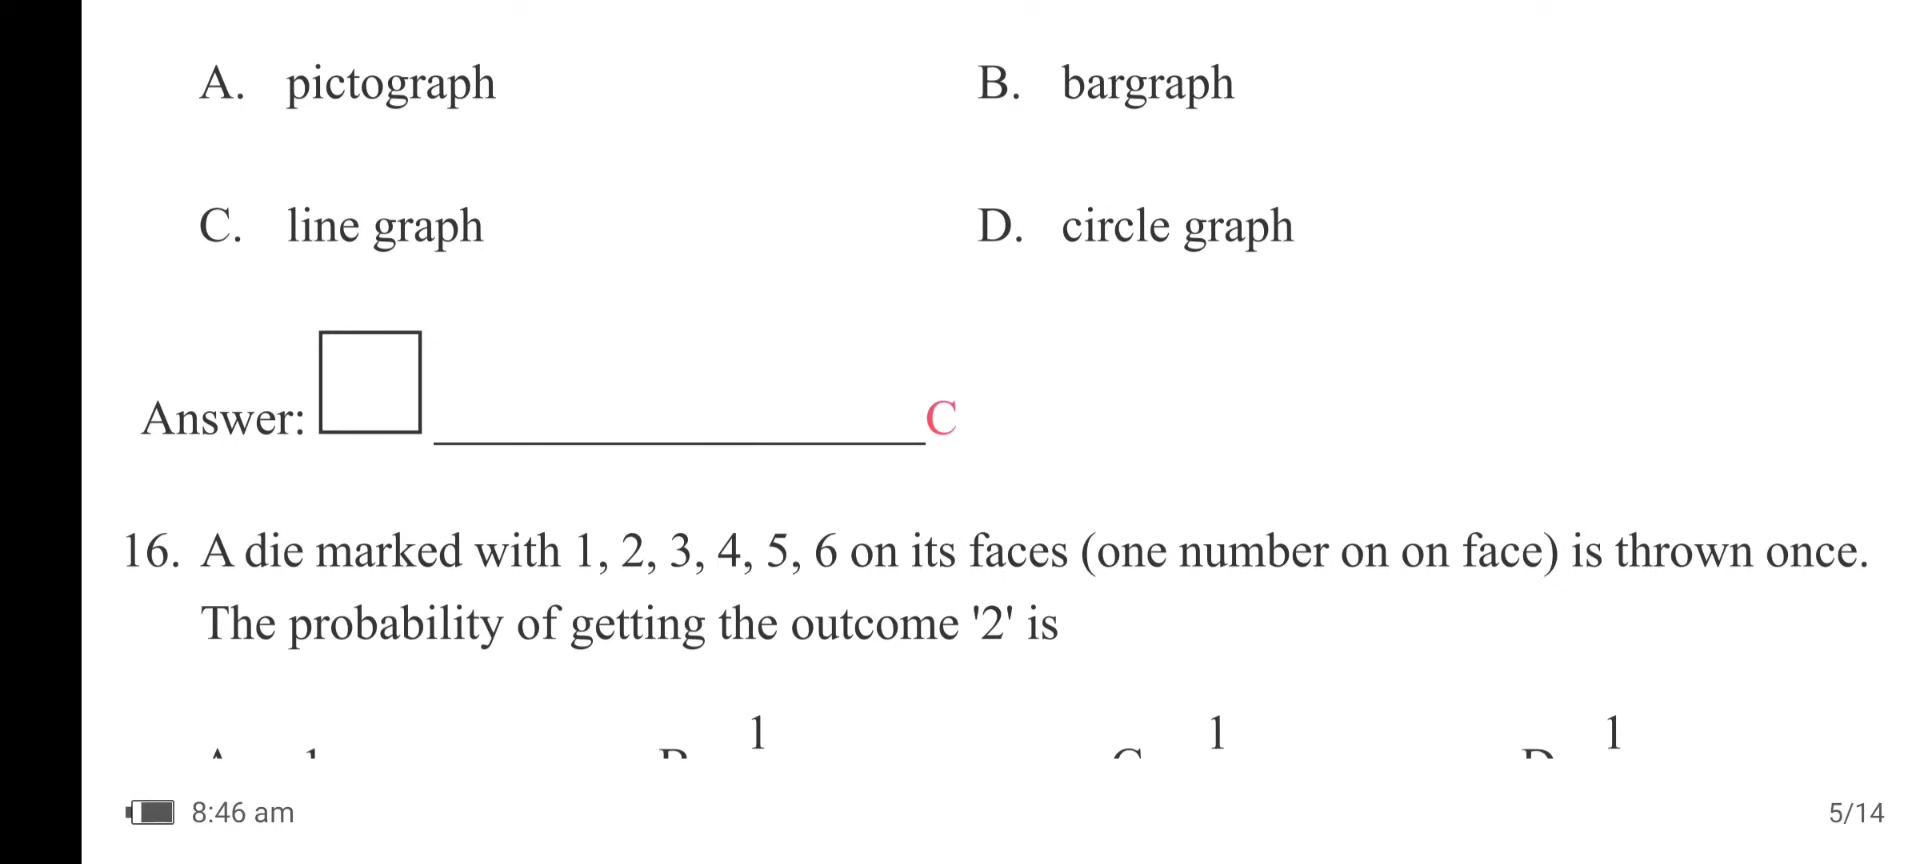 A. pictograph B. bargraph
C. line graph D. circle graph
Answer: C
16. A die marked with 1, 2, 3, 4, 5, 6 on its faces (one number on on face) is thrown once.
The probability of getting the outcome '2' is
1 1 1
8:46 am 5/14